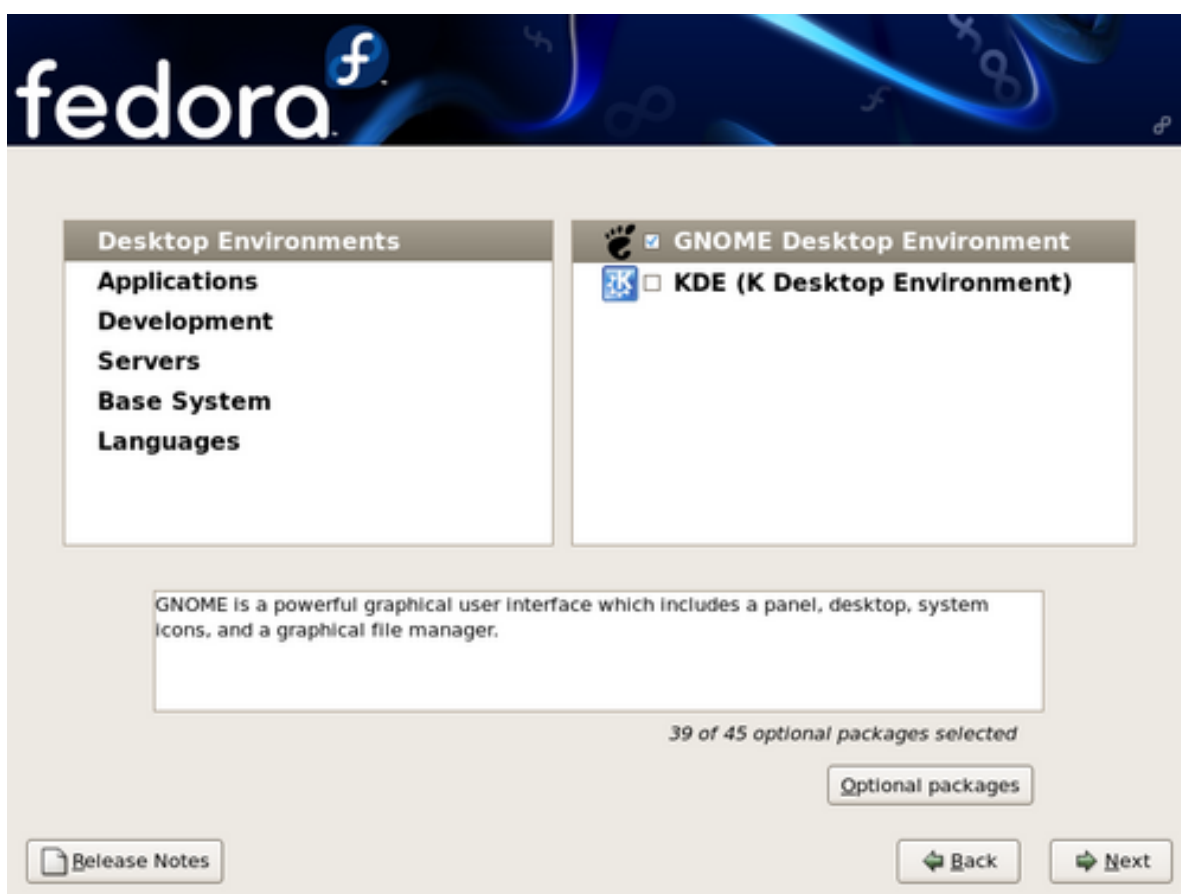 fedora
Desktop Environments
Applications
Development
Servers
Base System
Languages
GNOME Desktop Environment
KDE (K Desktop Environment)
GNOME is a powerful graphical user interface which includes a panel, desktop, system
icons, and a graphical file manager.
39 of 45 optional packages selected
Optional packages
Release Notes
Back
Next